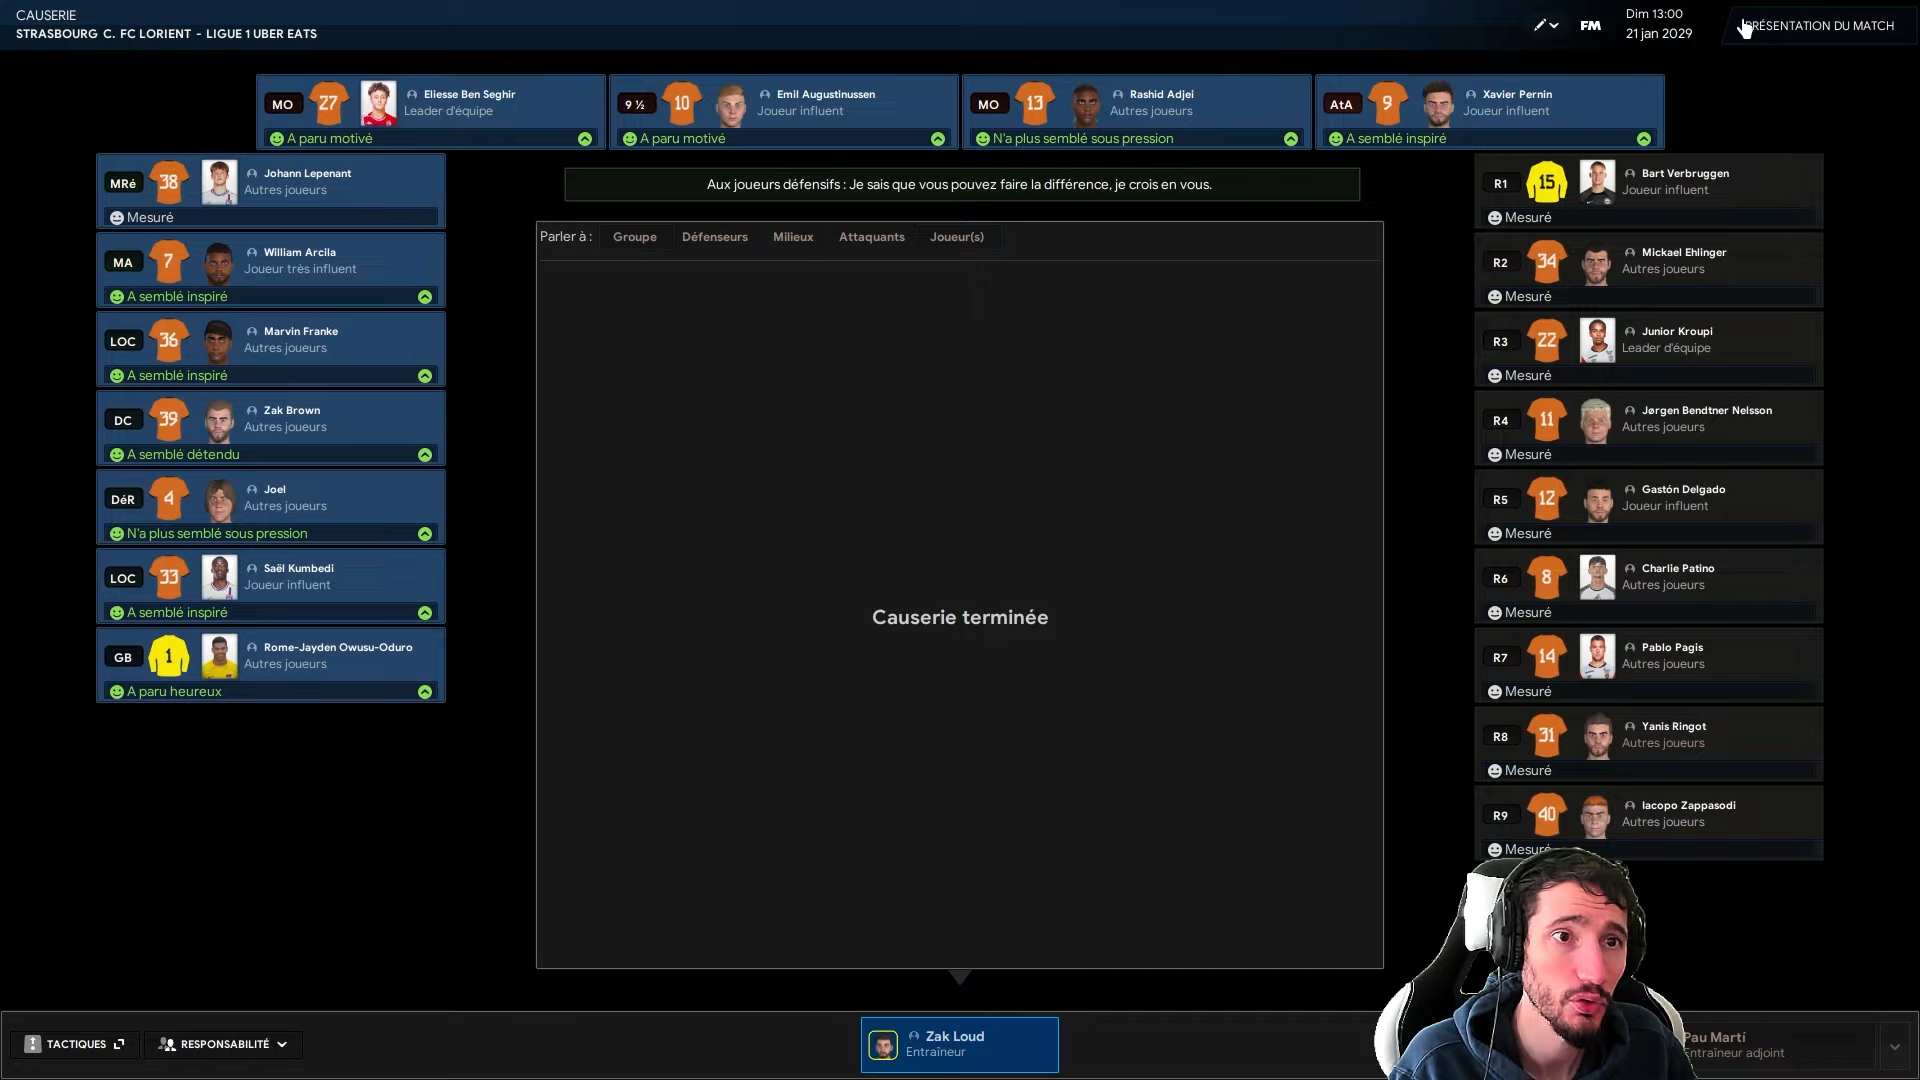 CAUSERIE
STRASBOURG C. FC LORIENT - LIGUE 1 UBER EATS
FM
Dim 13:00
21 jan 2029
PRÉSENTATION DU MATCH
MO
27
Eliesse Ben Seghir
Leader d'équipe
A paru motivé
9 ½
10
Emil Augustinussen
Joueur influent
A paru motivé
MO
13
Rashid Adjei
Autres joueurs
N'a plus semblé sous pression
AtA
9
Xavier Pernin
Joueur influent
A semblé inspiré
MRé
38
Johann Lepenant
Autres joueurs
Mesuré
MA
7
William Arcila
Joueur très influent
A semblé inspiré
LOC
36
Marvin Franke
Autres joueurs
A semblé inspiré
DC
39
Zak Brown
Autres joueurs
A semblé détendu
DéR
4
Joel
Autres joueurs
N'a plus semblé sous pression
LOC
33
Saël Kumbedi
Joueur influent
A semblé inspiré
GB
1
Rome-Jayden Owusu-Oduro
Autres joueurs
A paru heureux
Aux joueurs défensifs : Je sais que vous pouvez faire la différence, je crois en vous.
Parler à : Groupe Défenseurs Milieux Attaquants Joueur(s)
Causerie terminée
R1
15
Bart Verbruggen
Joueur influent
Mesuré
R2
34
Mickael Ehlinger
Autres joueurs
Mesuré
R3
22
Junior Kroupi
Leader d'équipe
Mesuré
R4
11
Jørgen Bendtner Nelsson
Autres joueurs
Mesuré
R5
12
Gastón Delgado
Joueur influent
Mesuré
R6
8
Charlie Patino
Autres joueurs
Mesuré
R7
14
Pablo Pagis
Autres joueurs
Mesuré
R8
31
Yanis Ringot
Autres joueurs
Mesuré
R9
40
Iacopo Zappasodi
Autres joueurs
Mesuré
TACTIQUES
RESPONSABILITÉ
Zak Loud
Entraîneur
Pau Martí
Entraîneur adjoint